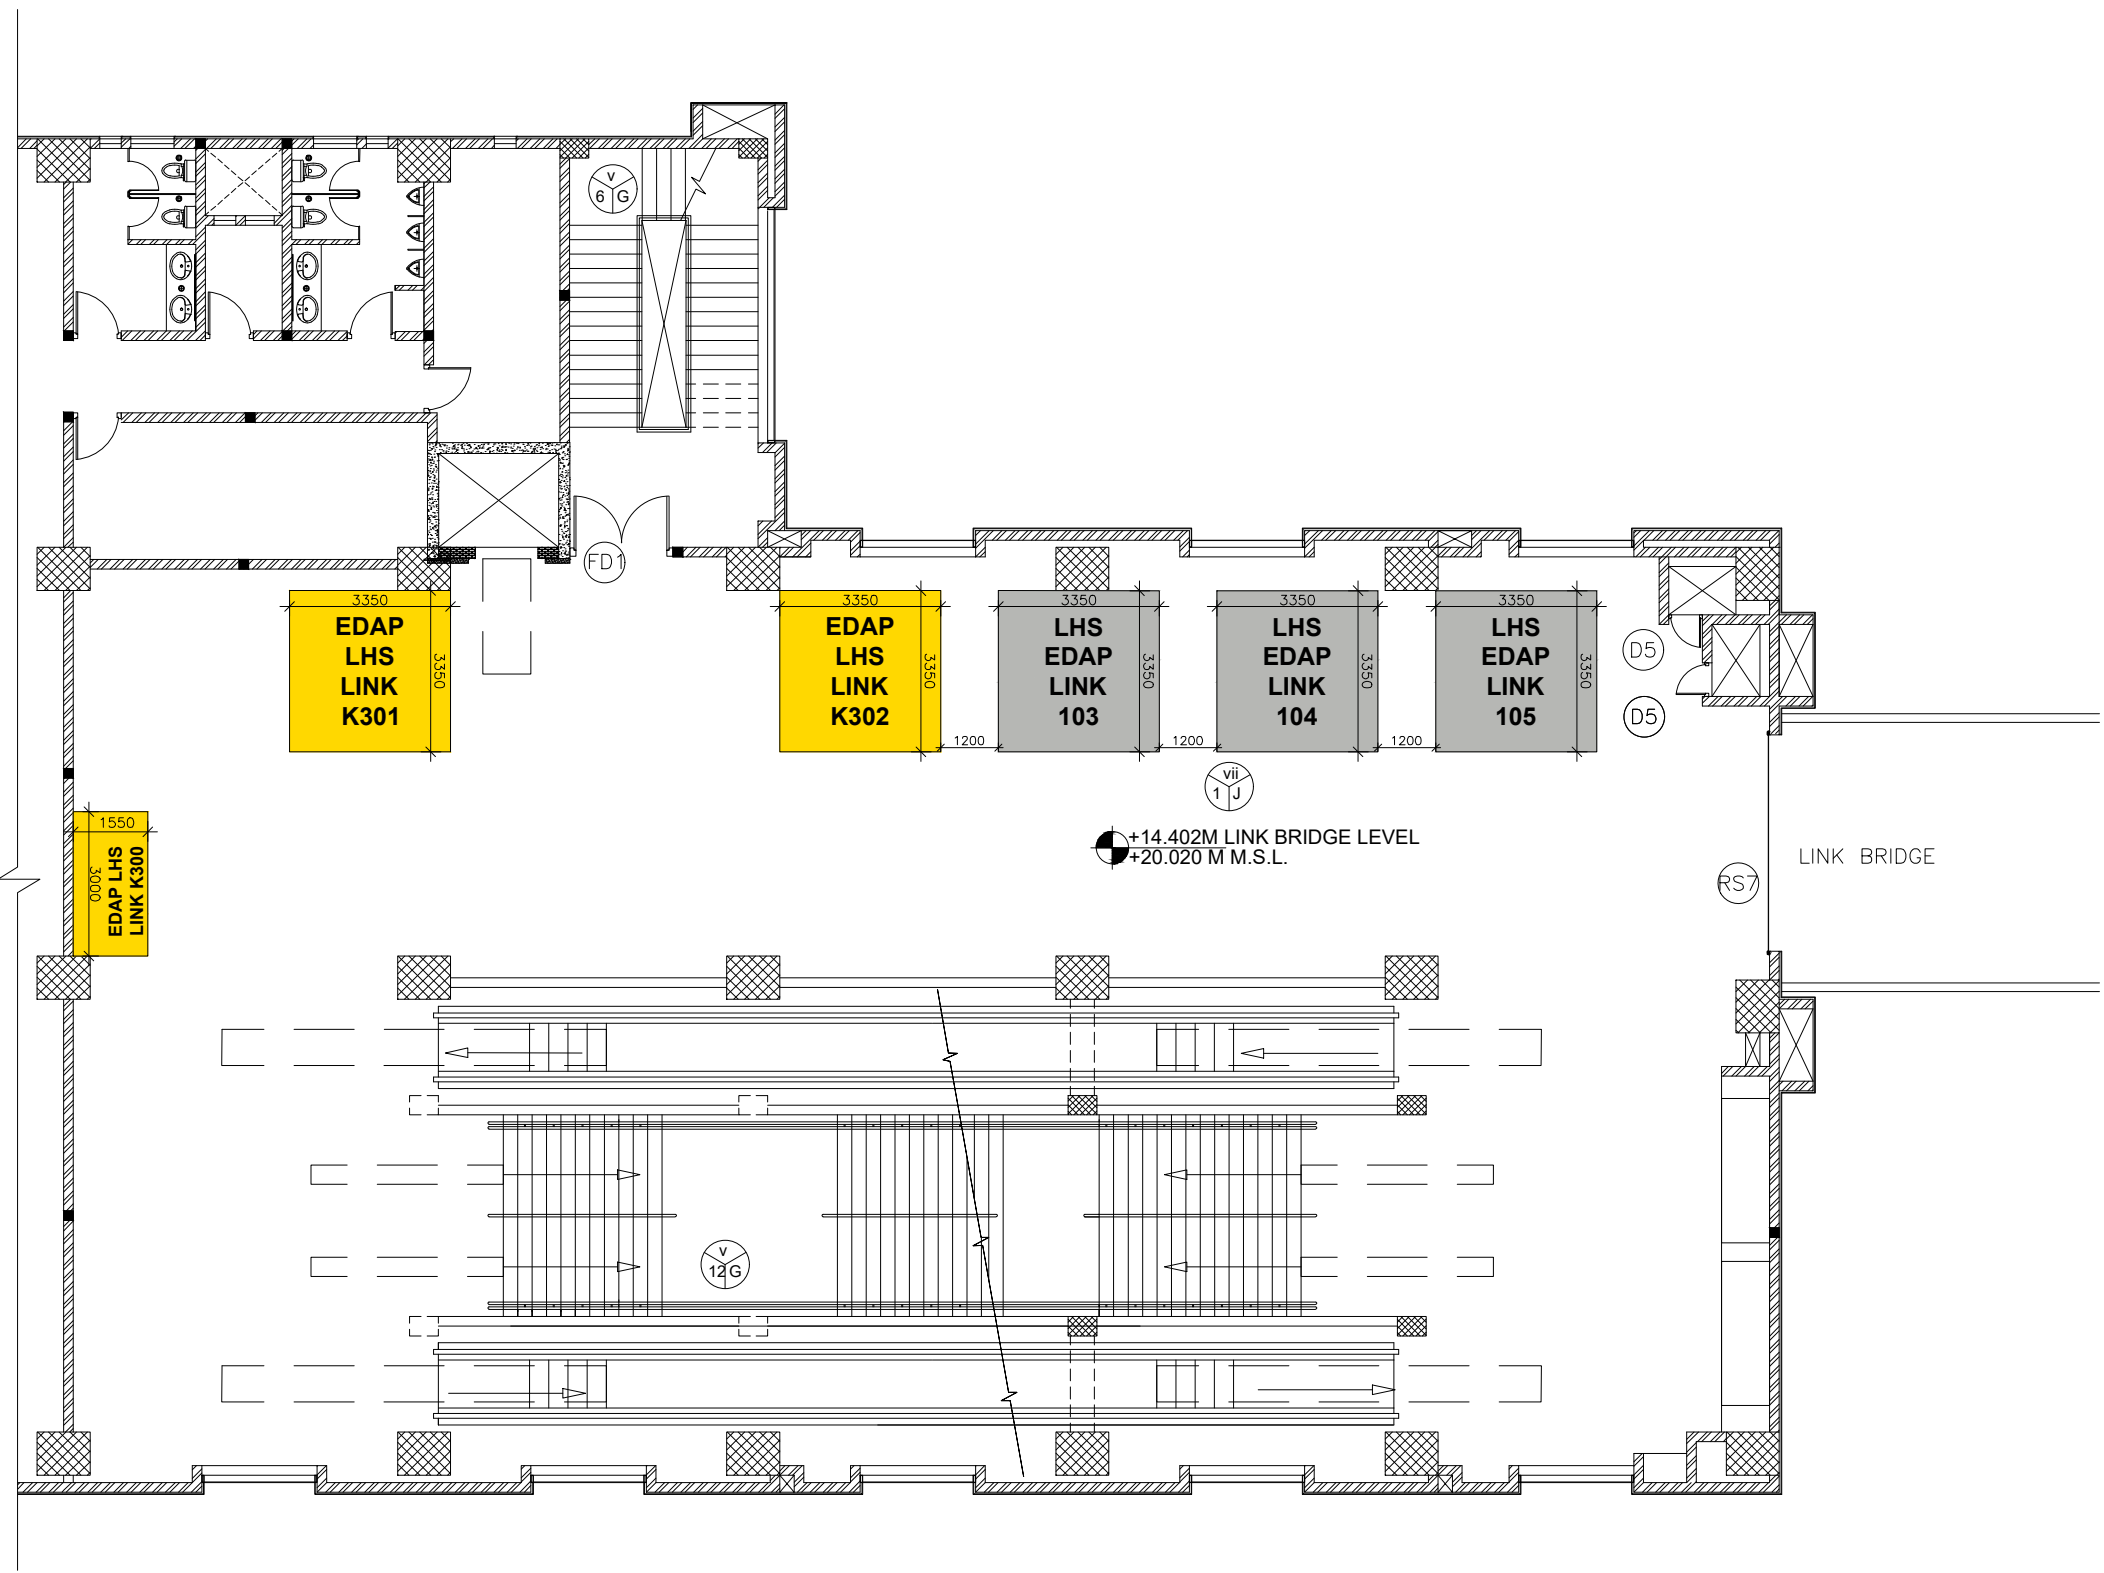 v
6 G
FD1
3350
EDAP
LHS
LINK
K301
3350
3350
EDAP
LHS
LINK
K302
3350
1200
3350
LHS
EDAP
LINK
103
3350
1200
3350
LHS
EDAP
LINK
104
3350
1200
3350
LHS
EDAP
LINK
105
3350
D5
D5
vii
1 J
+14.402M LINK BRIDGE LEVEL
+20.020 M M.S.L.
1550
3000
EDAP LHS
LINK K300
RS7
LINK BRIDGE
v
12 G